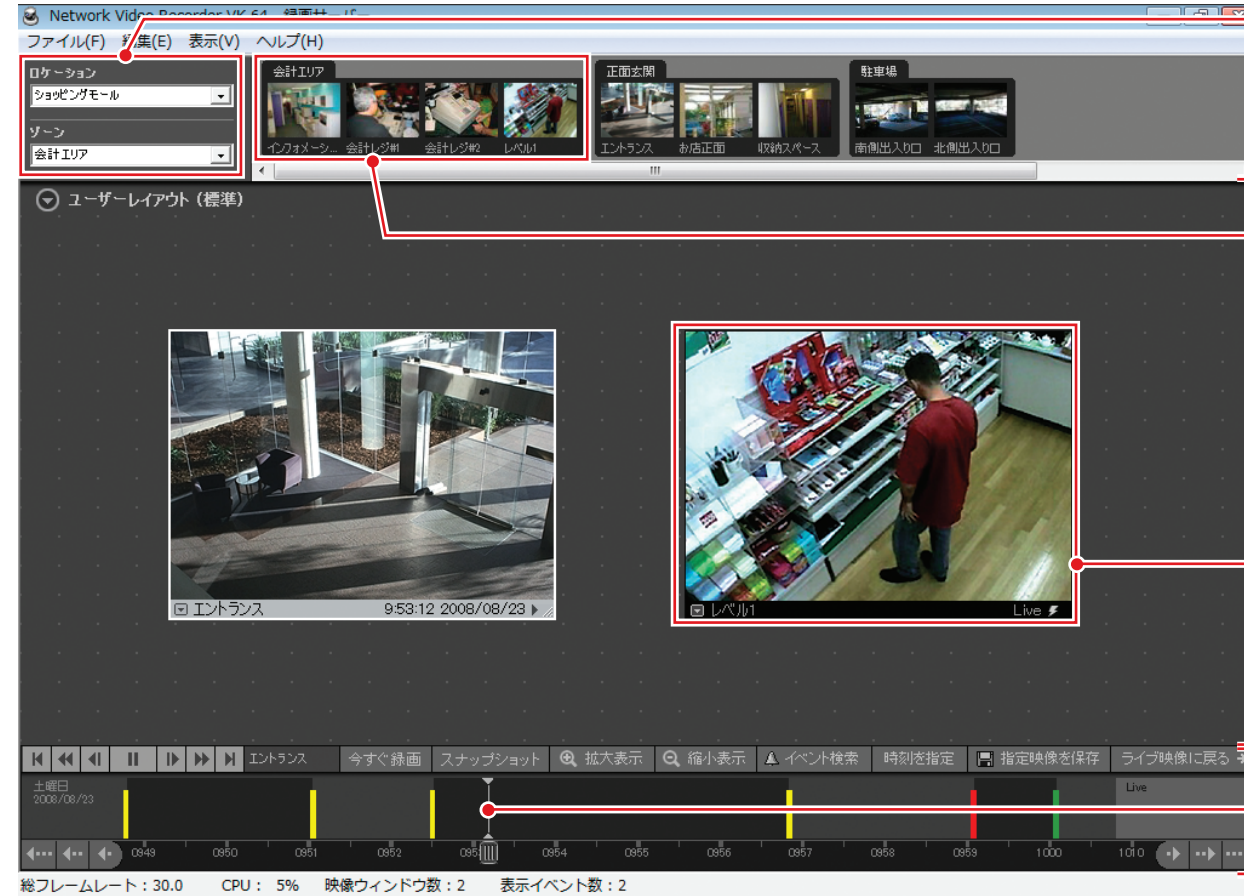 Network Video Recorder VK-64 録画サーバー
ファイル(F) 編集(E) 表示(V) ヘルプ(H)
ロケーション
ショッピングモール
ゾーン
会計エリア
会計エリア
インフォメーシ... 会計レジ#1 会計レジ#2 レベル1
正面玄関
エントランス お店正面 収納スペース
駐車場
南側出入り口 北側出入り口
ユーザーレイアウト (標準)
エントランス 9:53:12 2008/08/23
レベル1 Live
エントランス 今すぐ録画 スナップショット 拡大表示 縮小表示 イベント検索 時刻を指定 指定映像を保存 ライブ映像に戻る
土曜日
2008/08/23
Live
0949 0950 0951 0952 0954 0955 0956 0957 0958 0959 1000 1010
総フレームレート : 30.0 CPU : 5% 映像ウィンドウ数 : 2 表示イベント数 : 2